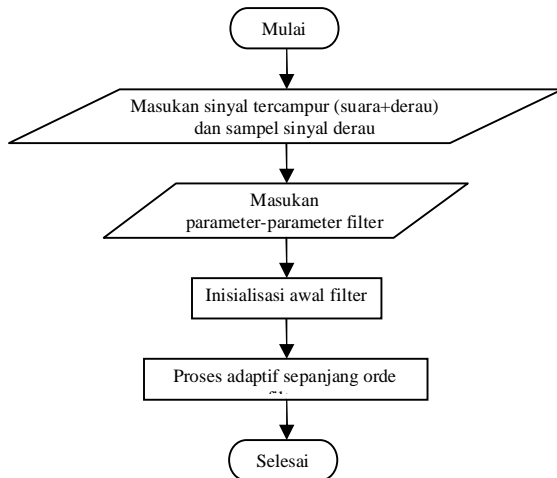 Mulai
Masukan sinyal tercampur (suara+derau)
dan sampel sinyal derau
Masukan
parameter-parameter filter
Inisialisasi awal filter
Proses adaptif sepanjang orde
Selesai